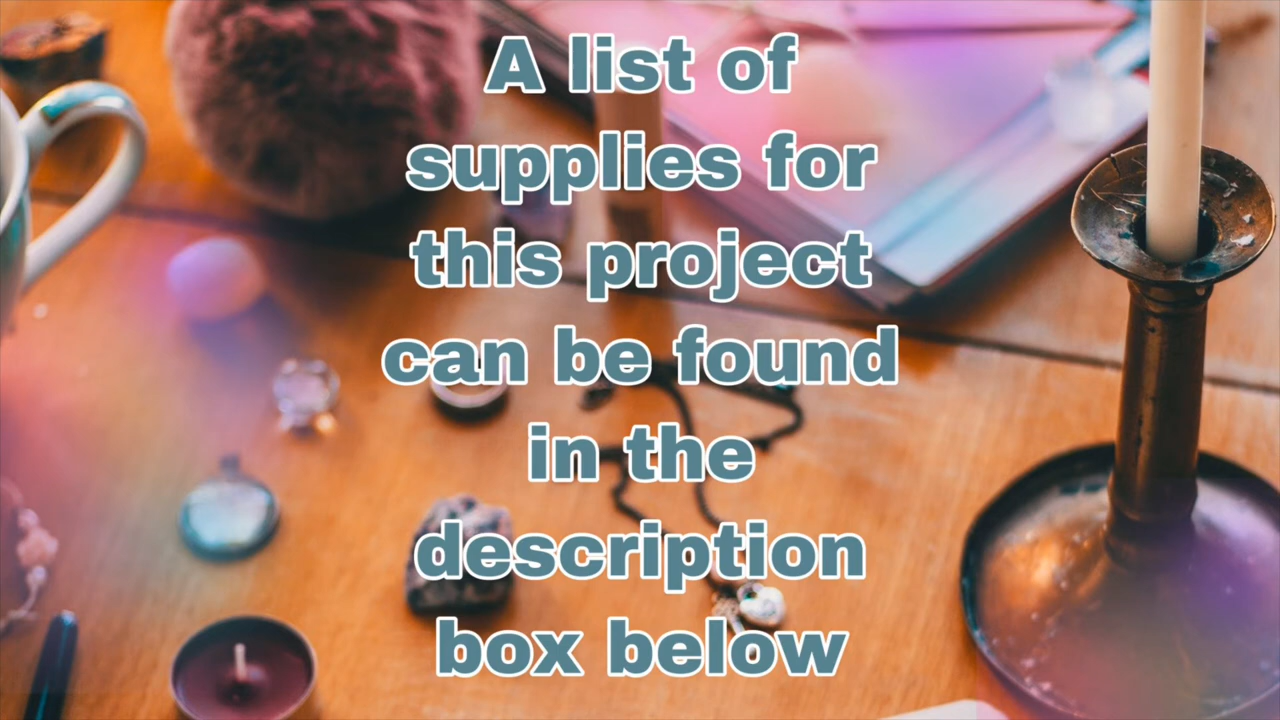 A list of
supplies for
this project
can be found
in the
description
box below